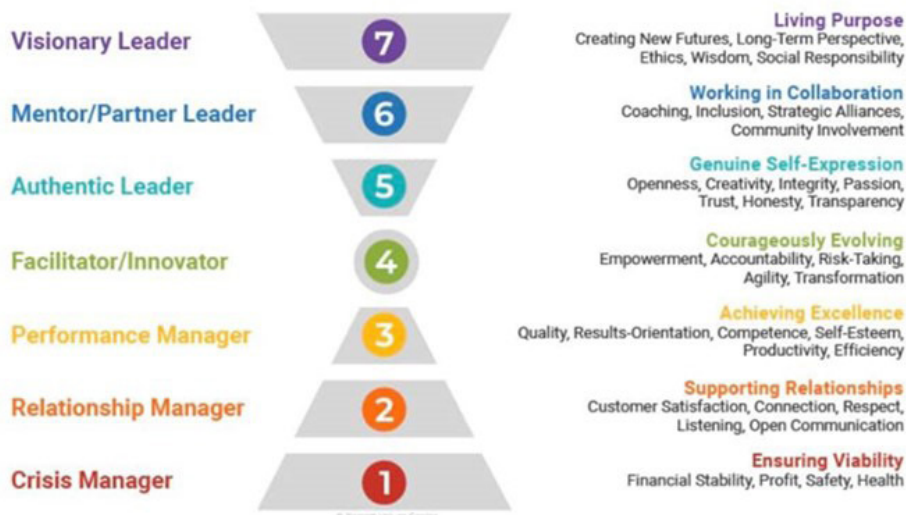 Visionary Leader
7
Living Purpose
Creating New Futures, Long-Term Perspective,
Ethics, Wisdom, Social Responsibility
Mentor/Partner Leader
6
Working in Collaboration
Coaching, Inclusion, Strategic Alliances,
Community Involvement
Authentic Leader
5
Genuine Self-Expression
Openness, Creativity, Integrity, Passion,
Trust, Honesty, Transparency
Facilitator/Innovator
4
Courageously Evolving
Empowerment, Accountability, Risk-Taking,
Agility, Transformation
Performance Manager
3
Achieving Excellence
Quality, Results-Orientation, Competence, Self-Esteem,
Productivity, Efficiency
Relationship Manager
2
Supporting Relationships
Customer Satisfaction, Connection, Respect,
Listening, Open Communication
Crisis Manager
1
Ensuring Viability
Financial Stability, Profit, Safety, Health